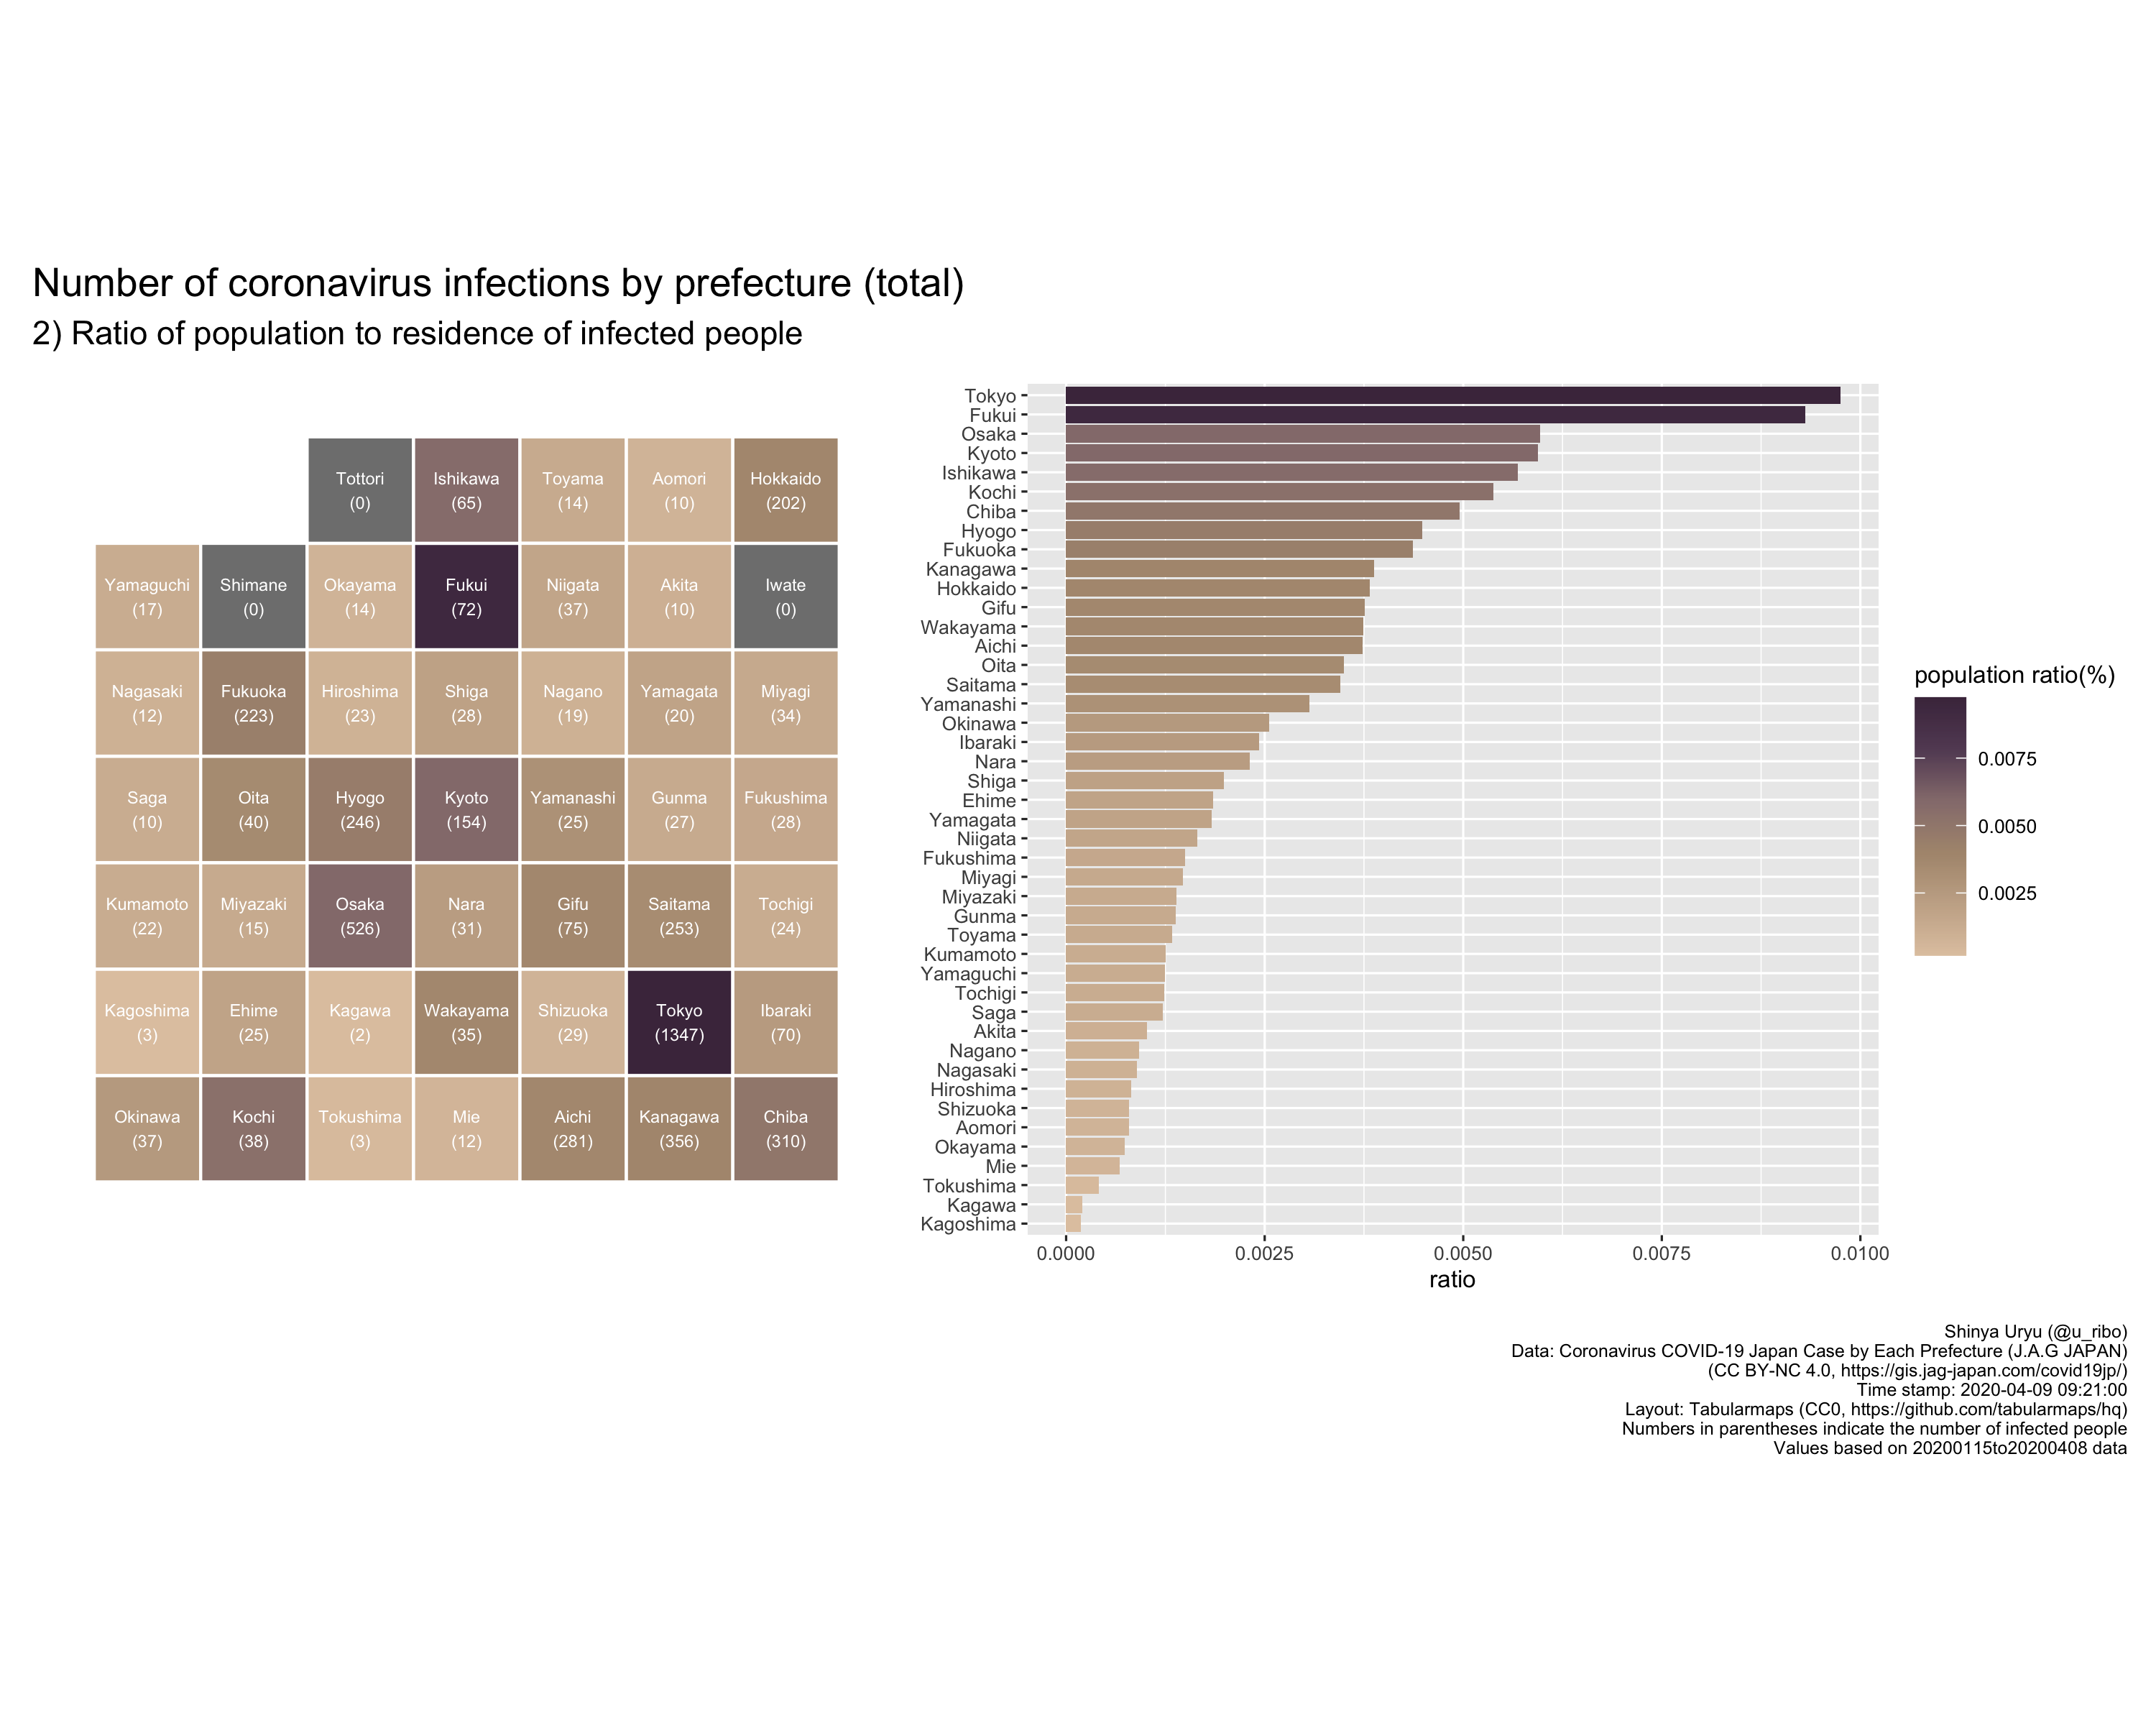 Number of coronavirus infections by prefecture (total)
2) Ratio of population to residence of infected people
Tottori
(0)
Ishikawa
(65)
Toyama
(14)
Aomori
(10)
Hokkaido
(202)
Yamaguchi
(17)
Shimane
(0)
Okayama
(14)
Fukui
(72)
Niigata
(37)
Akita
(10)
Iwate
(0)
Nagasaki
(12)
Fukuoka
(223)
Hiroshima
(23)
Shiga
(28)
Nagano
(19)
Yamagata
(20)
Miyagi
(34)
Saga
(10)
Oita
(40)
Hyogo
(246)
Kyoto
(154)
Yamanashi
(25)
Gunma
(27)
Fukushima
(28)
Kumamoto
(22)
Miyazaki
(15)
Osaka
(526)
Nara
(31)
Gifu
(75)
Saitama
(253)
Tochigi
(24)
Kagoshima
(3)
Ehime
(25)
Kagawa
(2)
Wakayama
(35)
Shizuoka
(29)
Tokyo
(1347)
Ibaraki
(70)
Okinawa
(37)
Kochi
(38)
Tokushima
(3)
Mie
(12)
Aichi
(281)
Kanagawa
(356)
Chiba
(310)
Tokyo
Fukui
Osaka
Kyoto
Ishikawa
Kochi
Chiba
Hyogo
Fukuoka
Kanagawa
Hokkaido
Gifu
Wakayama
Aichi
Oita
Saitama
Yamanashi
Okinawa
Ibaraki
Nara
Shiga
Ehime
Yamagata
Niigata
Fukushima
Miyagi
Miyazaki
Gunma
Toyama
Kumamoto
Yamaguchi
Tochigi
Saga
Akita
Nagano
Nagasaki
Hiroshima
Shizuoka
Aomori
Okayama
Mie
Tokushima
Kagawa
Kagoshima
0.0000 0.0025 0.0050 0.0075 0.0100
ratio
population ratio(%)
0.0075
0.0050
0.0025
Shinya Uryu (@u_ribo)
Data: Coronavirus COVID-19 Japan Case by Each Prefecture (J.A.G JAPAN)
(CC BY-NC 4.0, https://gis.jag-japan.com/covid19jp/)
Time stamp: 2020-04-09 09:21:00
Layout: Tabularmaps (CC0, https://github.com/tabularmaps/hq)
Numbers in parentheses indicate the number of infected people
Values based on 20200115to20200408 data